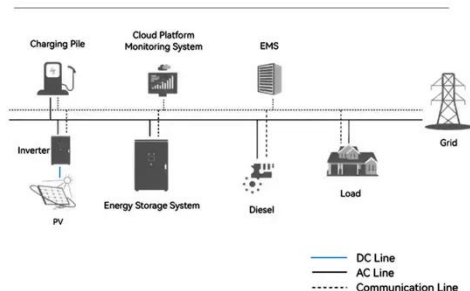 Charging Pile
Cloud Platform
Monitoring System
EMS
Inverter
Grid
PV
Energy Storage System
Diesel
Load
DC Line
AC Line
Communication Line